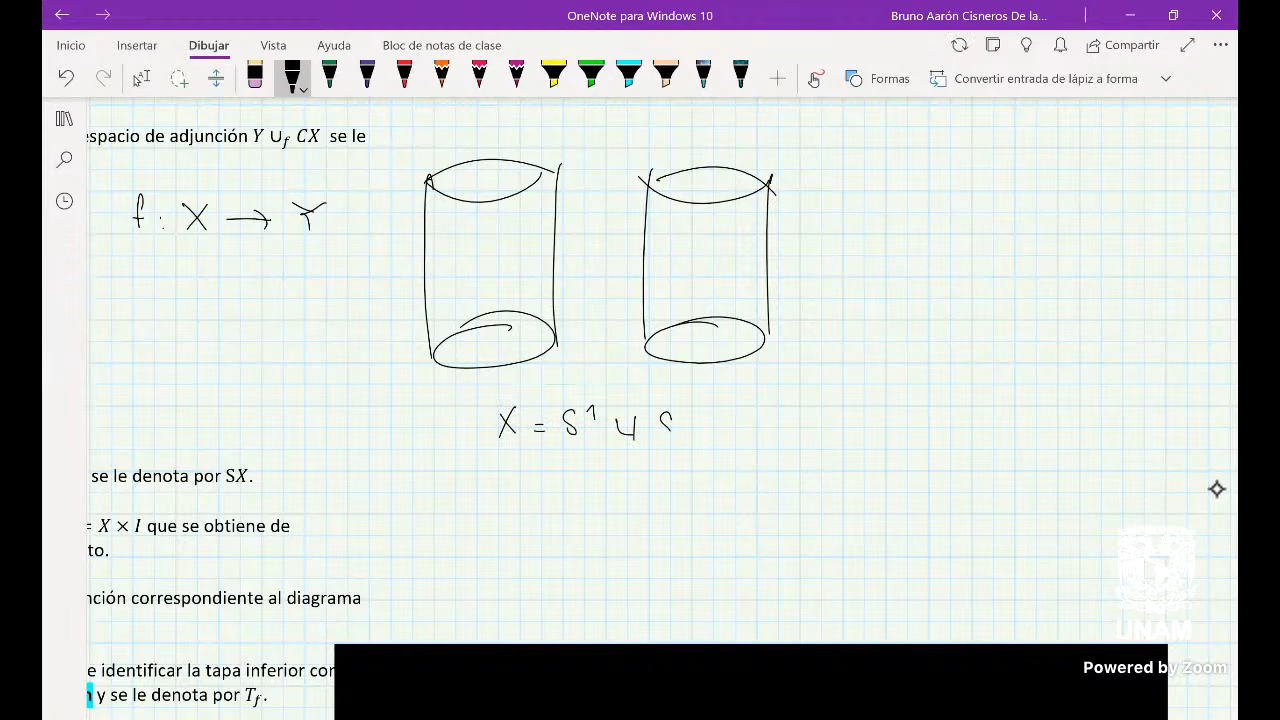 OneNote para Windows 10
Bruno Aarón Cisneros De la...
Inicio Insertar Dibujar Vista Ayuda Bloc de notas de clase Compartir
Formas Convertir entrada de lápiz a forma
espacio de adjunción Y ∪f CX se le
f : X → Y
X = S¹ ⊔ S
se le denota por SX.
= X × I que se obtiene de
to.
nción correspondiente al diagrama
e identificar la tapa inferior con
n y se le denota por Tf.
UNAM
Powered by Zoom